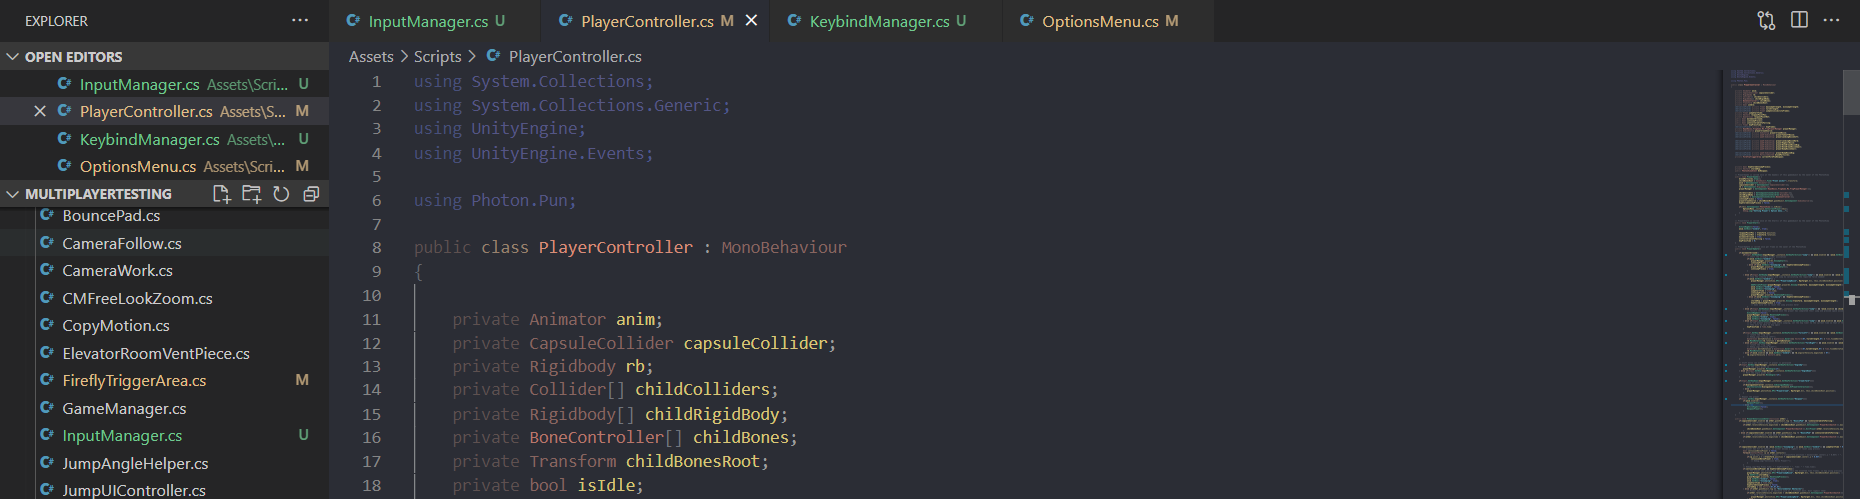 EXPLORER
OPEN EDITORS
InputManager.cs Assets\Scri... U
PlayerController.cs Assets\S... M
KeybindManager.cs Assets\... U
OptionsMenu.cs Assets\Scri... M
MULTIPLAYERTESTING
BouncePad.cs
CameraFollow.cs
CameraWork.cs
CMFreeLookZoom.cs
CopyMotion.cs
ElevatorRoomVentPiece.cs
FireflyTriggerArea.cs M
GameManager.cs
InputManager.cs U
JumpAngleHelper.cs
JumpUIController.cs
InputManager.cs U PlayerController.cs M KeybindManager.cs U OptionsMenu.cs M
Assets > Scripts > PlayerController.cs
1 using System.Collections;
2 using System.Collections.Generic;
3 using UnityEngine;
4 using UnityEngine.Events;
5
6 using Photon.Pun;
7
8 public class PlayerController : MonoBehaviour
9 {
10
11 private Animator anim;
12 private CapsuleCollider capsuleCollider;
13 private Rigidbody rb;
14 private Collider[] childColliders;
15 private Rigidbody[] childRigidBody;
16 private BoneController[] childBones;
17 private Transform childBonesRoot;
18 private bool isIdle;